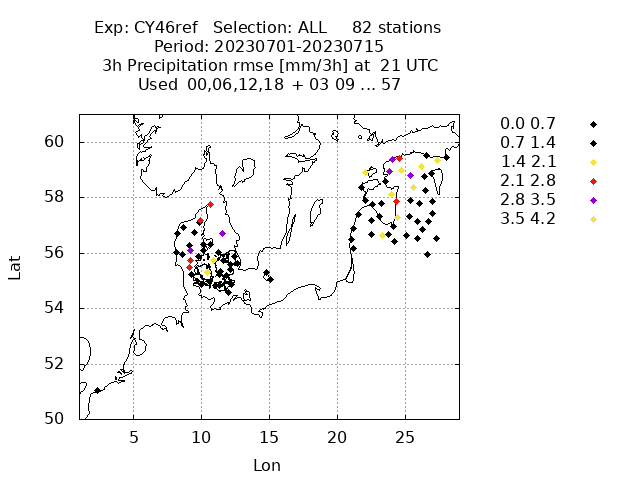 Exp: CY46ref Selection: ALL 82 stations
Period: 20230701-20230715
3h Precipitation rmse [mm/3h] at 21 UTC
Used 00,06,12,18 + 03 09 ... 57
60
58
56
54
52
50
Lat
5 10 15 20 25
Lon
0.0 0.7
0.7 1.4
1.4 2.1
2.1 2.8
2.8 3.5
3.5 4.2